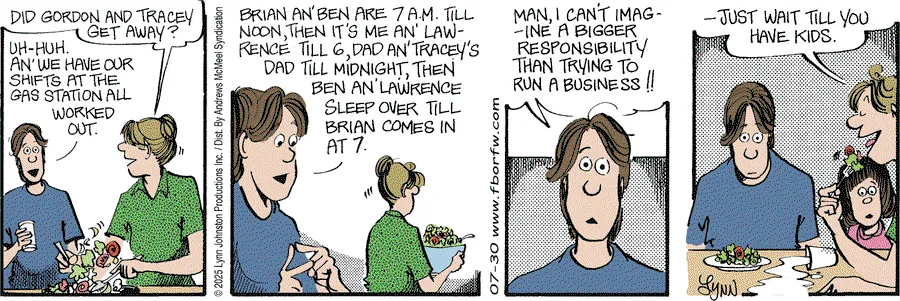 DID GORDON AND TRACEY
GET AWAY?
UH-HUH.
AN' WE HAVE OUR
SHIFTS AT THE
GAS STATION ALL
WORKED
OUT.
© 2025 Lynn Johnston Productions Inc. / Dist. By Andrews McMeel Syndication
BRIAN AN' BEN ARE 7 A.M. TILL
NOON, THEN IT'S ME AN' LAW-
RENCE TILL 6, DAD AN' TRACEY'S
DAD TILL MIDNIGHT, THEN
BEN AN' LAWRENCE
SLEEP OVER TILL
BRIAN COMES IN
AT 7.
07-30 www.fborfw.com
MAN, I CAN'T IMAG-
-INE A BIGGER
RESPONSIBILITY
THAN TRYING TO
RUN A BUSINESS!!
-JUST WAIT TILL YOU
HAVE KIDS.
LYNN